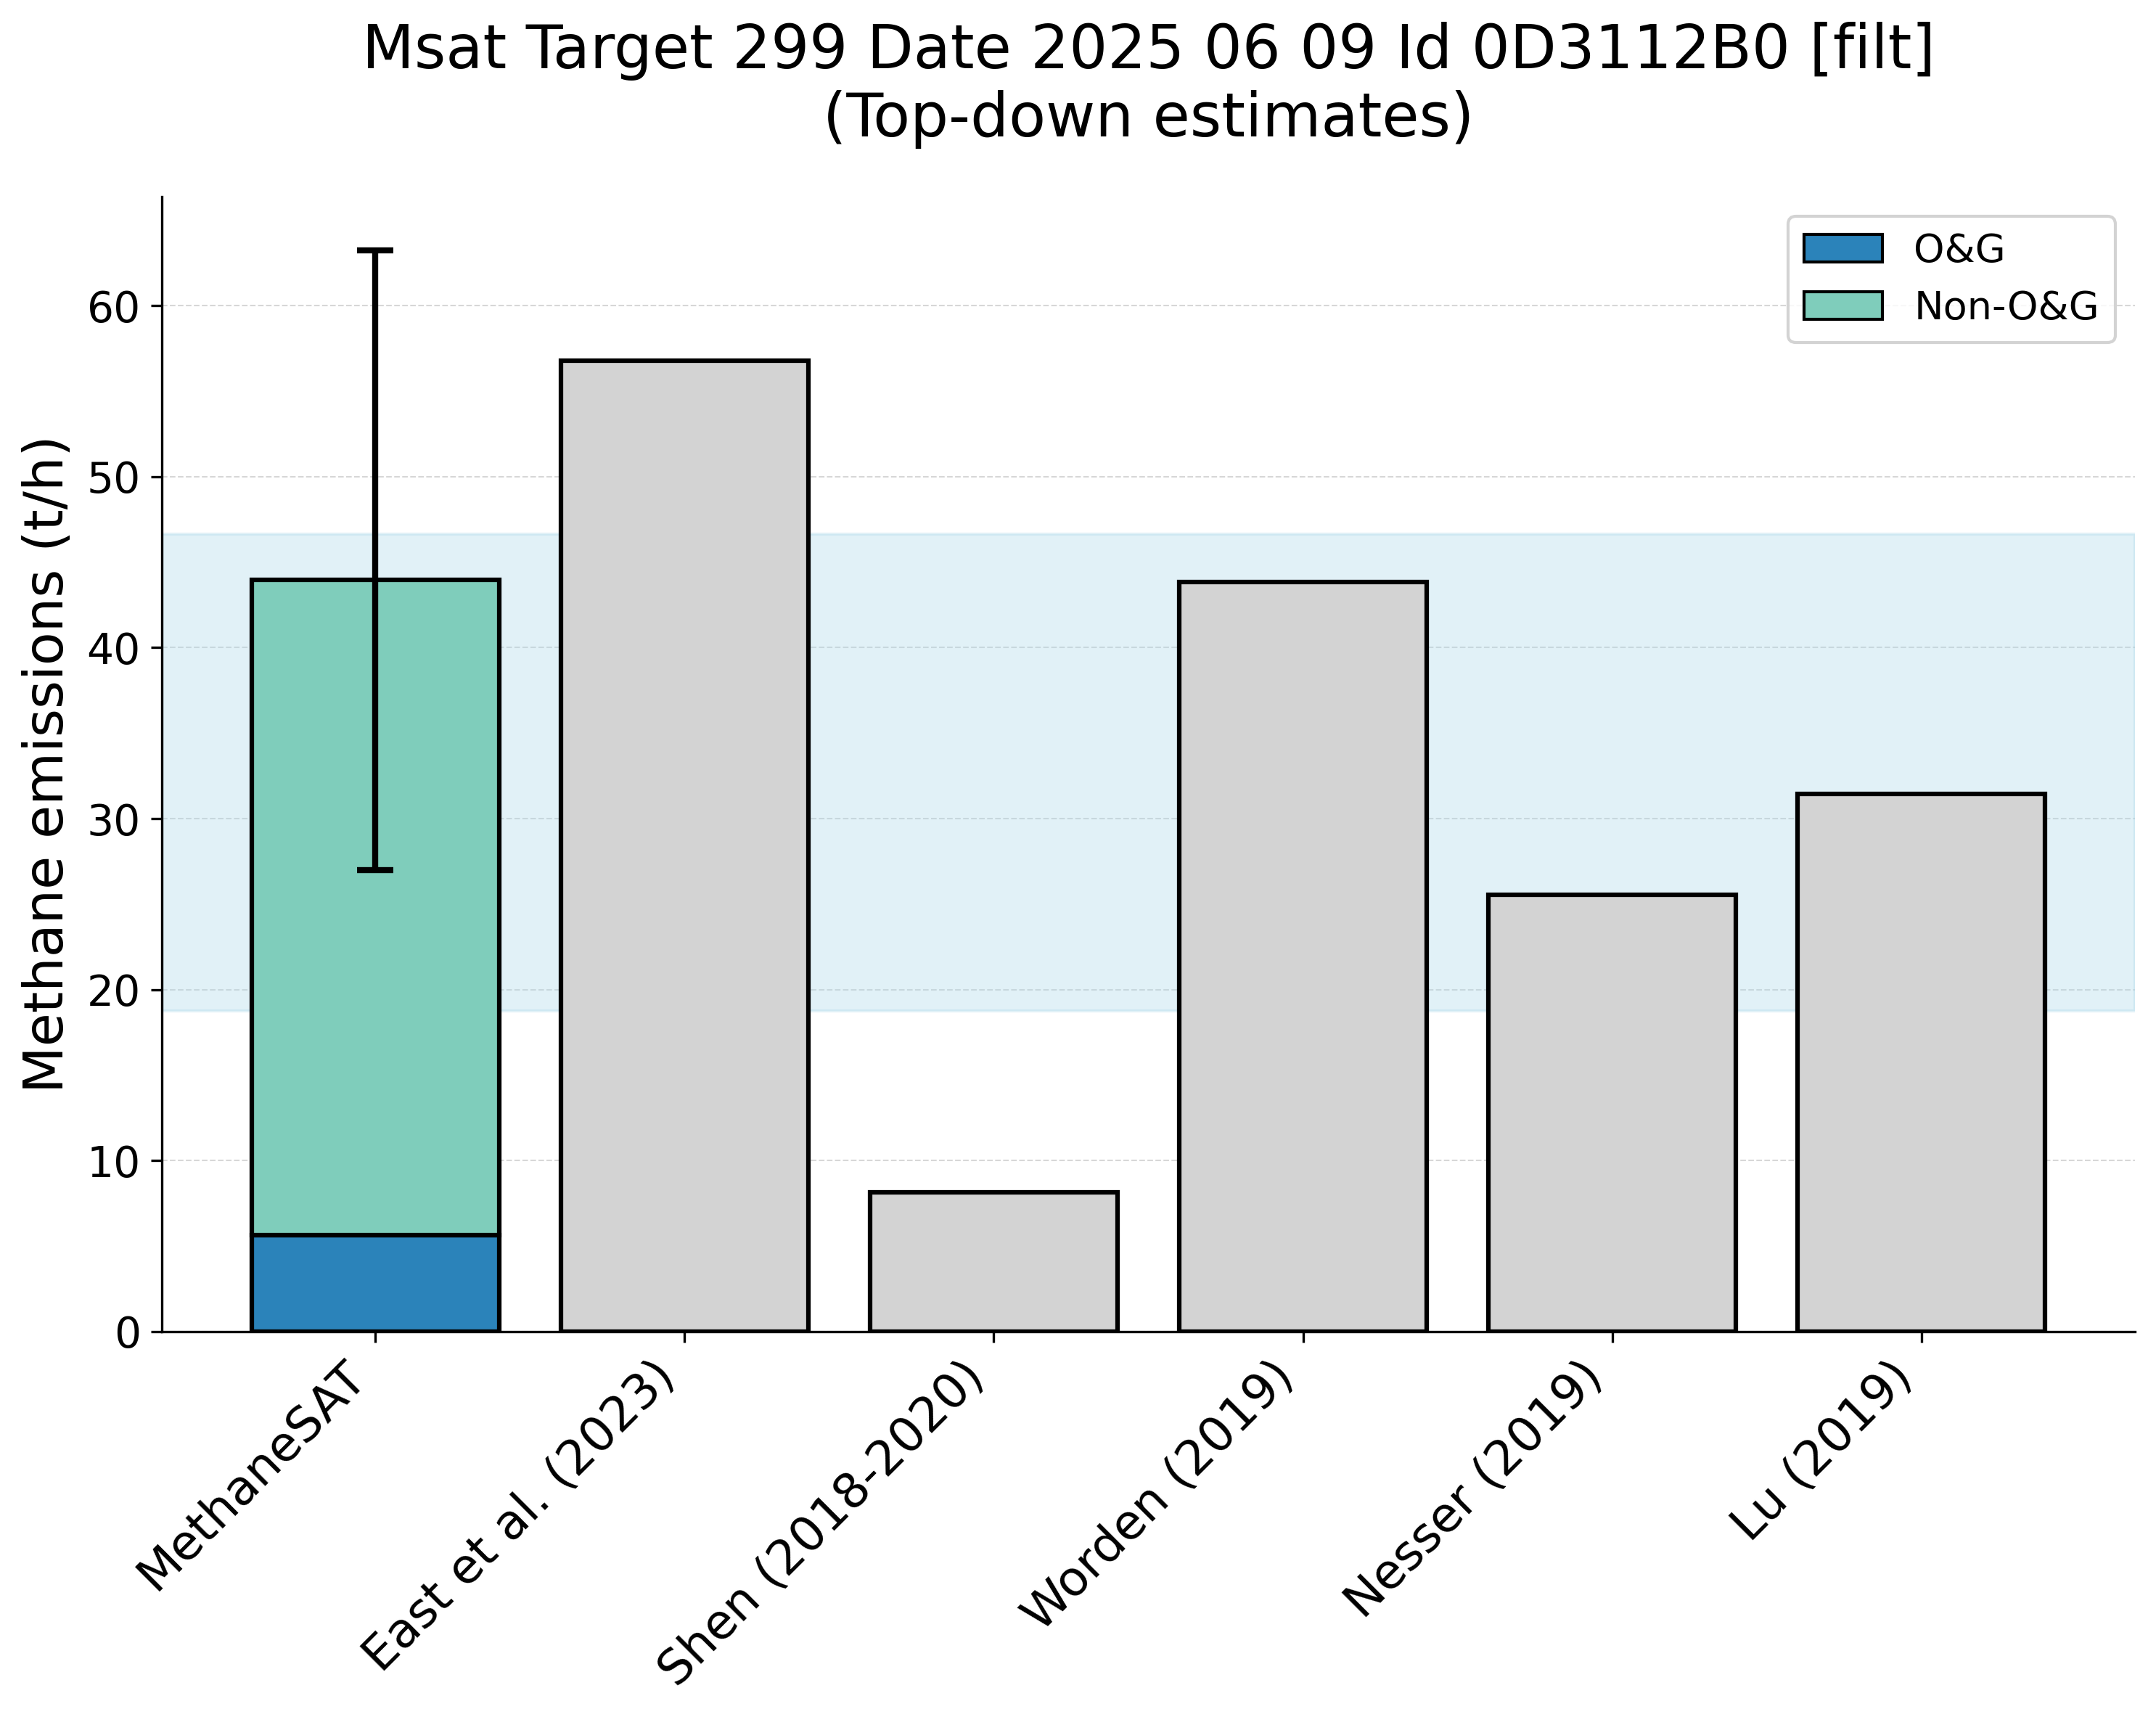 Msat Target 299 Date 2025 06 09 Id 0D3112B0 [filt]
(Top-down estimates)
Methane emissions (t/h)
60
50
40
30
20
10
0
O&G
Non-O&G
MethaneSAT
East et al. (2023)
Shen (2018-2020)
Worden (2019)
Nesser (2019)
Lu (2019)